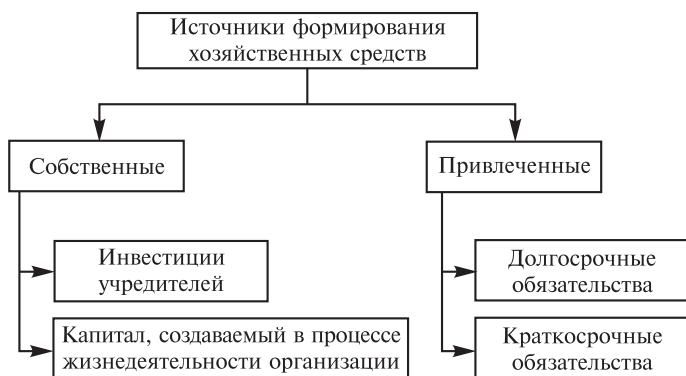 Источники формирования
хозяйственных средств
Собственные
Привлеченные
Инвестиции
учредителей
Долгосрочные
обязательства
Капитал, создаваемый в процессе
жизнедеятельности организации
Краткосрочные
обязательства